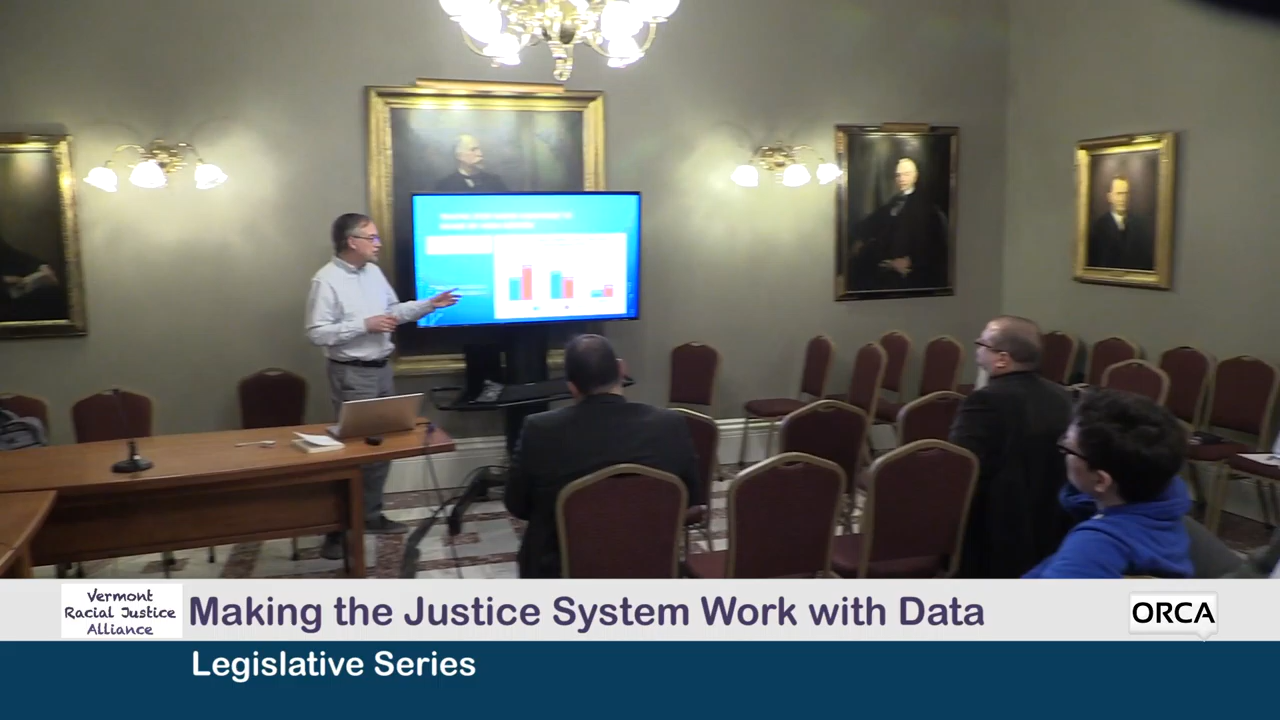 Vermont
Racial Justice
Alliance
Making the Justice System Work with Data
ORCA
Legislative Series